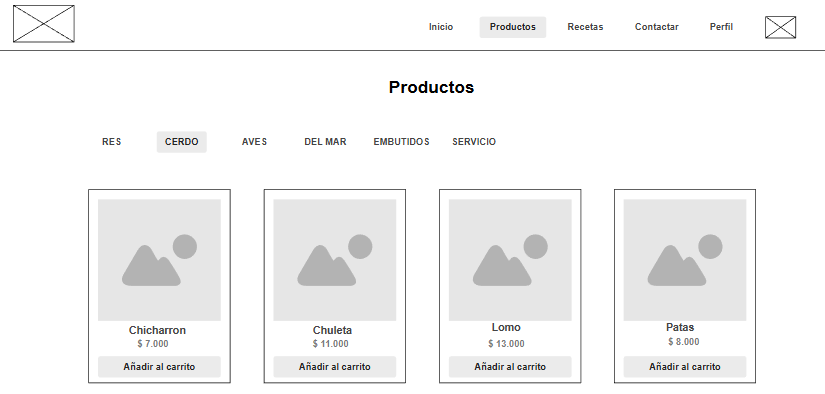 Inicio Productos Recetas Contactar Perfil
Productos
RES CERDO AVES DEL MAR EMBUTIDOS SERVICIO
Chicharron Chuleta Lomo Patas
$ 7.000 $ 11.000 $ 13.000 $ 8.000
Añadir al carrito Añadir al carrito Añadir al carrito Añadir al carrito